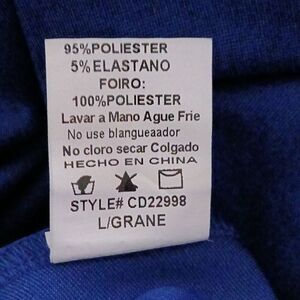 95%POLIESTER
5%ELASTANO
FOIRO:
100%POLIESTER
Lavar a Mano Ague Frie
No use blangueaador
No cloro secar Colgado
HECHO EN CHINA
STYLE# CD22998
L/GRANE